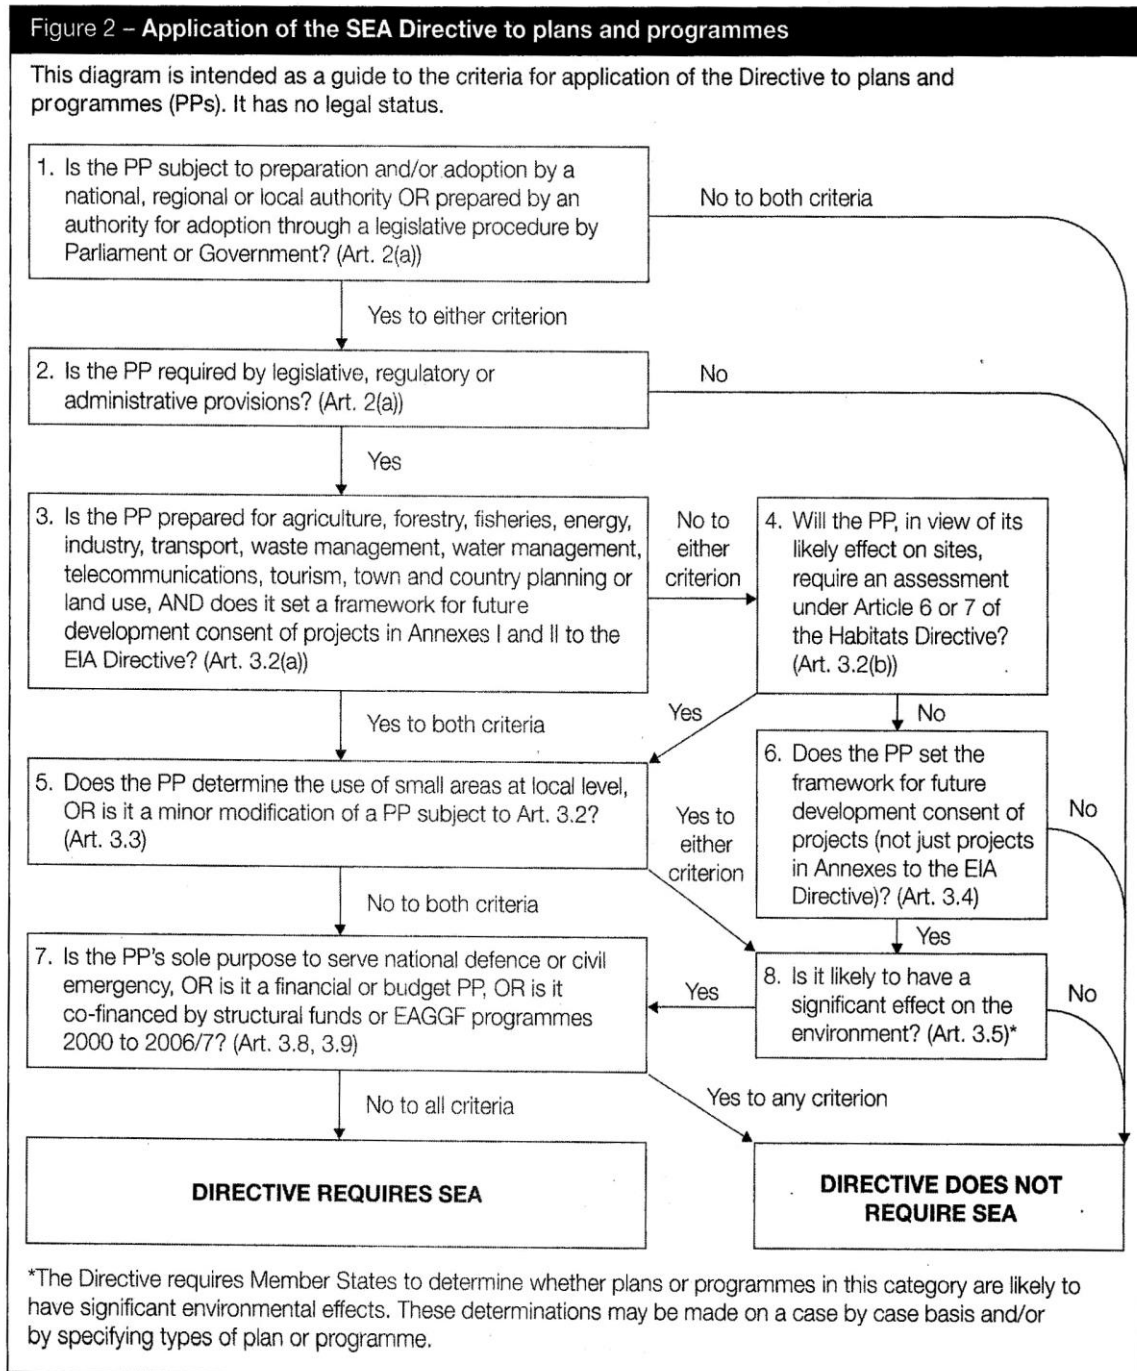 Figure 2 – Application of the SEA Directive to plans and programmes
This diagram is intended as a guide to the criteria for application of the Directive to plans and
programmes (PPs). It has no legal status.
1. Is the PP subject to preparation and/or adoption by a
national, regional or local authority OR prepared by an
authority for adoption through a legislative procedure by
Parliament or Government? (Art. 2(a))
No to both criteria
Yes to either criterion
2. Is the PP required by legislative, regulatory or
administrative provisions? (Art. 2(a))
No
Yes
3. Is the PP prepared for agriculture, forestry, fisheries, energy,
industry, transport, waste management, water management,
telecommunications, tourism, town and country planning or
land use, AND does it set a framework for future
development consent of projects in Annexes I and II to the
EIA Directive? (Art. 3.2(a))
No to
either
criterion
4. Will the PP, in view of its
likely effect on sites,
require an assessment
under Article 6 or 7 of
the Habitats Directive?
(Art. 3.2(b))
Yes to both criteria
Yes
No
5. Does the PP determine the use of small areas at local level,
OR is it a minor modification of a PP subject to Art. 3.2?
(Art. 3.3)
Yes to
either
criterion
6. Does the PP set the
framework for future
development consent of
projects (not just projects
in Annexes to the EIA
Directive)? (Art. 3.4)
No
No to both criteria
Yes
7. Is the PP's sole purpose to serve national defence or civil
emergency, OR is it a financial or budget PP, OR is it
co-financed by structural funds or EAGGF programmes
2000 to 2006/7? (Art. 3.8, 3.9)
Yes
8. Is it likely to have a
significant effect on the
environment? (Art. 3.5)*
No
No to all criteria
Yes to any criterion
DIRECTIVE REQUIRES SEA
DIRECTIVE DOES NOT
REQUIRE SEA
*The Directive requires Member States to determine whether plans or programmes in this category are likely to
have significant environmental effects. These determinations may be made on a case by case basis and/or
by specifying types of plan or programme.